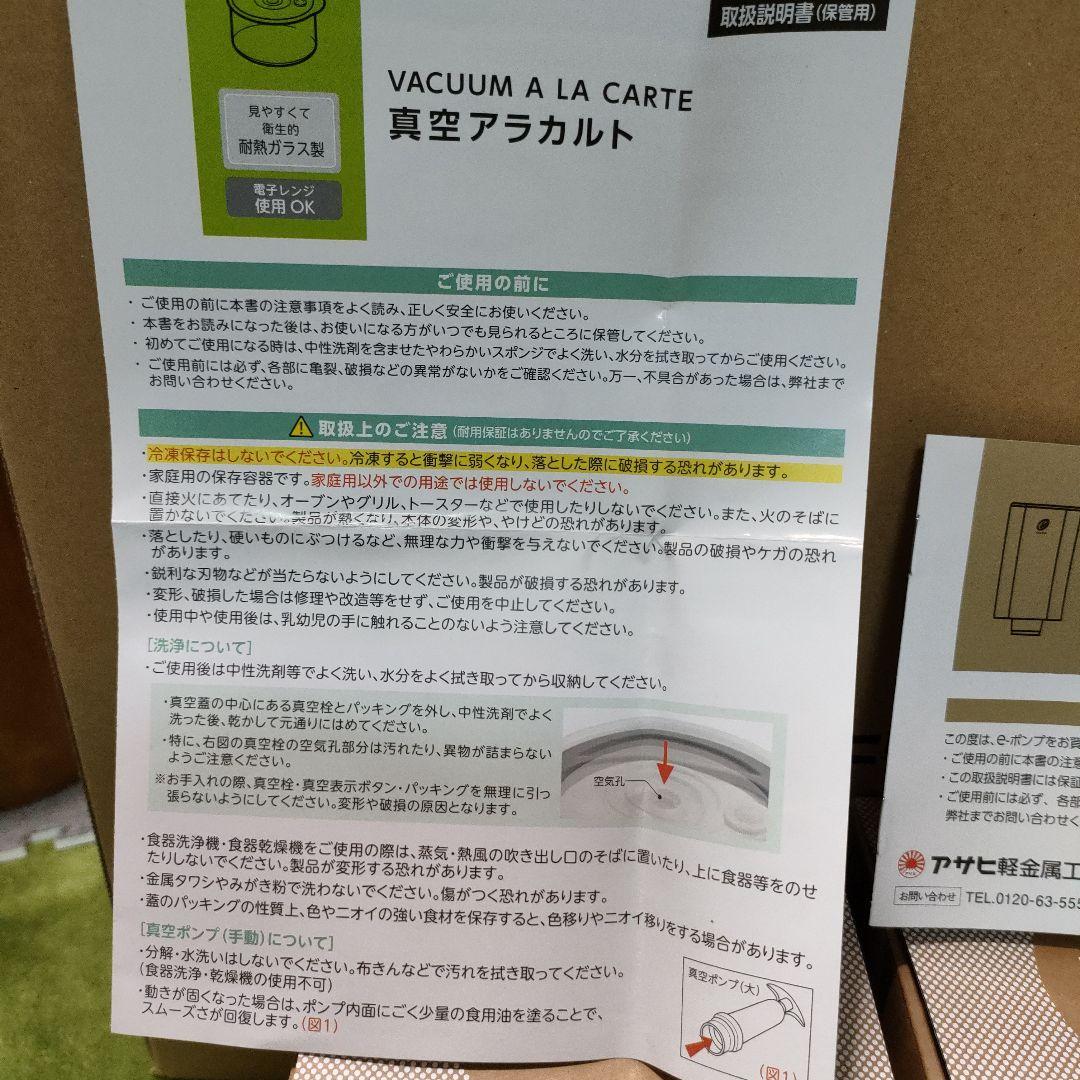 取扱説明書(保管用)
VACUUM A LA CARTE
真空アラカルト
見やすくて
衛生的
耐熱ガラス製
電子レンジ
使用OK
ご使用の前に
・ご使用の前に本書の注意事項をよく読み、正しく安全にお使いください。
・本書をお読みになった後は、お使いになる方がいつでも見られるところに保管してください。
・初めてご使用になる時は、中性洗剤を含ませたやわらかいスポンジでよく洗い、水分を拭き取ってからご使用ください。
・ご使用前には必ず、各部に亀裂、破損などの異常がないかをご確認ください。万一、不具合があった場合は、弊社まで
お問い合わせください。
取扱上のご注意(耐用保証はありませんのでご了承ください)
・冷凍保存はしないでください。冷凍すると衝撃に弱くなり、落とした際に破損する恐れがあります。
・家庭用の保存容器です。家庭用以外での用途では使用しないでください。
・直接火にあてたり、オーブンやグリル、トースターなどで使用したりしないでください。また、火のそばに
置かないでください。製品が熱くなり、本体の変形や、やけどの恐れがあります。
・落としたり、硬いものにぶつけるなど、無理な力や衝撃を与えないでください。製品の破損やケガの恐れ
があります。
・鋭利な刃物などが当たらないようにしてください。製品が破損する恐れがあります。
・変形、破損した場合は修理や改造等をせず、ご使用を中止してください。
・使用中や使用後は、乳幼児の手に触れることのないよう注意してください。
[洗浄について]
・ご使用後は中性洗剤等でよく洗い、水分をよく拭き取ってから収納してください。
・真空蓋の中心にある真空栓とパッキングを外し、中性洗剤でよく
洗った後、乾かして元通りにはめてください。
・特に、右図の真空栓の空気孔部分は汚れたり、異物が詰まらない
ようご注意ください。
※お手入れの際、真空栓・真空表示ボタン・パッキングを無理に引っ
張らないようにしてください。変形や破損の原因となります。
空気孔
・食器洗浄機・食器乾燥機をご使用の際は、蒸気・熱風の吹き出し口のそばに置いたり、上に食器等をのせ
たりしないでください。製品が変形する恐れがあります。
・金属タワシやみがき粉で洗わないでください。傷がつく恐れがあります。
・蓋のパッキングの性質上、色やニオイの強い食材を保存すると、色移りやニオイ移りをする場合があります。
[真空ポンプ(手動)について]
・分解・水洗いはしないでください。布きんなどで汚れを拭き取ってください。
(食器洗浄・乾燥機の使用不可)
・動きが固くなった場合は、ポンプ内面にごく少量の食用油を塗ることで、
スムーズさが回復します。(図1)
真空ポンプ(大)
(図1)
この度は、e-ポンプをお買
・ご使用の前に本書の注意
・この取扱説明書には保証
・ご使用前には必ず、各部
弊社までお問い合わせく
アサヒ軽金属工
お問い合わせ TEL.0120-63-555